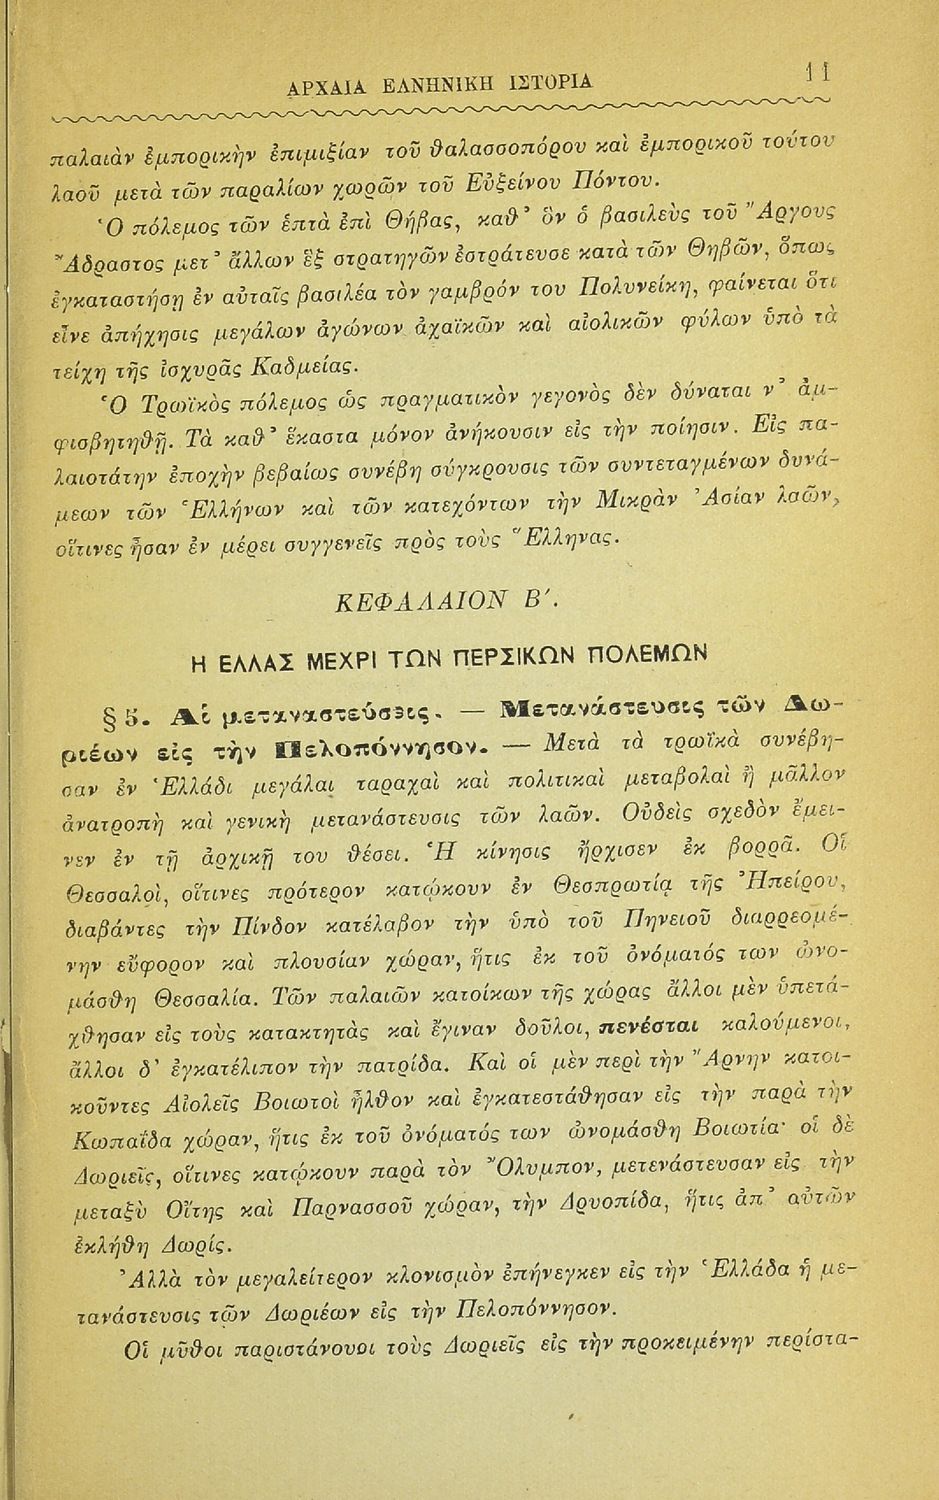 ΑΡΧΑΙΑ ΕΛΗΝΙΚΗ ΙΣΤΟΡΙΑ 11
παλαιὰν ἐμπορικὴν ἐπιμιξίαν τοῦ θαλασσοπόρου καὶ ἐμπορικοῦ τούτου
λαοῦ μετὰ τῶν παραλίων χωρῶν τοῦ Εὐξείνου Πόντου.
Ὁ πόλεμος τῶν ἑπτὰ ἐπὶ Θήβας, καθ' ὃν ὁ βασιλεὺς τοῦ Ἄργους
Ἄδραστος μετ' ἄλλων ἓξ στρατηγῶν ἐστράτευσε κατὰ τῶν Θηβῶν, ὅπως
ἐγκαταστήσῃ ἐν αὐταῖς βασιλέα τὸν γαμβρόν του Πολυνείκη, φαίνεται ὅτι
εἶνε ἀπήχησις μεγάλων ἀγώνων ἀχαϊκῶν καὶ αἰολικῶν φύλων ὑπὸ τὰ
τείχη τῆς ἰσχυρᾶς Καδμείας.
Ὁ Τρωϊκὸς πόλεμος ὡς πραγματικὸν γεγονὸς δὲν δύναται ν' ἀμ-
φισβητηθῇ. Τὰ καθ' ἕκαστα μόνον ἀνήκουσιν εἰς τὴν ποίησιν. Εἰς πα-
λαιοτάτην ἐποχὴν βεβαίως συνέβη σύγκρουσις τῶν συντεταγμένων δυνά-
μεων τῶν Ἑλλήνων καὶ τῶν κατεχόντων τὴν Μικρὰν Ἀσίαν λαῶν,
οἵτινες ἦσαν ἐν μέρει συγγενεῖς πρὸς τοὺς Ἕλληνας.
ΚΕΦΑΛΑΙΟΝ Β'.
Η ΕΛΛΑΣ ΜΕΧΡΙ ΤΩΝ ΠΕΡΣΙΚΩΝ ΠΟΛΕΜΩΝ
§ 5. Αἱ μεταναστεύσεις. — Μετανάστευσις τῶν Δω-
ριέων εἰς τὴν Πελοπόννησον. — Μετὰ τὰ τρωϊκὰ συνέβη-
σαν ἐν Ἑλλάδι μεγάλαι ταραχαὶ καὶ πολιτικαὶ μεταβολαὶ ἢ μᾶλλον
ἀνατροπὴ καὶ γενικὴ μετανάστευσις τῶν λαῶν. Οὐδεὶς σχεδὸν ἔμει-
νεν ἐν τῇ ἀρχικῇ του θέσει. Ἡ κίνησις ἤρχισεν ἐκ βορρᾶ. Οἱ
Θεσσαλοί, οἵτινες πρότερον κατῴκουν ἐν Θεσπρωτίᾳ τῆς Ἠπείρου,
διαβάντες τὴν Πίνδον κατέλαβον τὴν ὑπὸ τοῦ Πηνειοῦ διαρρεομέ-
νην εὔφορον καὶ πλουσίαν χώραν, ἥτις ἐκ τοῦ ὀνόματός των ὠνο-
μάσθη Θεσσαλία. Τῶν παλαιῶν κατοίκων τῆς χώρας ἄλλοι μὲν ὑπετά-
χθησαν εἰς τοὺς κατακτητὰς καὶ ἔγιναν δοῦλοι, πενέσται καλούμενοι,
ἄλλοι δ' ἐγκατέλιπον τὴν πατρίδα. Καὶ οἱ μὲν περὶ τὴν Ἄρνην κατοι-
κοῦντες Αἰολεῖς Βοιωτοὶ ἦλθον καὶ ἐγκατεστάθησαν εἰς τὴν παρὰ τὴν
Κωπαΐδα χώραν, ἥτις ἐκ τοῦ ὀνόματός των ὠνομάσθη Βοιωτία· οἱ δὲ
Δωριεῖς, οἵτινες κατῴκουν παρὰ τὸν Ὄλυμπον, μετενάστευσαν εἰς τὴν
μεταξὺ Οἴτης καὶ Παρνασσοῦ χώραν, τὴν Δρυοπίδα, ἥτις ἀπ' αὐτῶν
ἐκλήθη Δωρίς.
Ἀλλὰ τὸν μεγαλείτερον κλονισμὸν ἐπήνεγκεν εἰς τὴν Ἑλλάδα ἡ με-
τανάστευσις τῶν Δωριέων εἰς τὴν Πελοπόννησον.
Οἱ μῦθοι παριστάνουσι τοὺς Δωριεῖς εἰς τὴν προκειμένην περίστα-